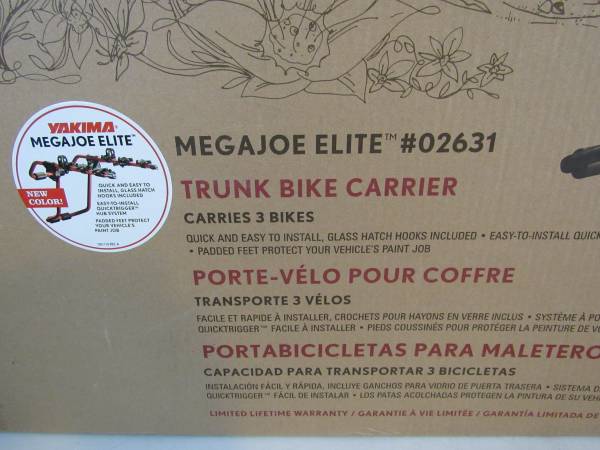 YAKIMA®
MEGAJOE ELITE™
NEW
COLOR!
QUICK AND EASY TO
INSTALL, GLASS HATCH
HOOKS INCLUDED
EASY-TO-INSTALL
QUICKTRIGGER™
HUB SYSTEM
PADDED FEET PROTECT
YOUR VEHICLE'S
PAINT JOB
MEGAJOE ELITE™ #02631
TRUNK BIKE CARRIER
CARRIES 3 BIKES
QUICK AND EASY TO INSTALL, GLASS HATCH HOOKS INCLUDED • EASY-TO-INSTALL QUICK
• PADDED FEET PROTECT YOUR VEHICLE'S PAINT JOB
PORTE-VÉLO POUR COFFRE
TRANSPORTE 3 VÉLOS
FACILE ET RAPIDE À INSTALLER, CROCHETS POUR HAYONS EN VERRE INCLUS • SYSTÈME À PO
QUICKTRIGGER™ FACILE À INSTALLER • PIEDS COUSSINÉS POUR PROTÉGER LA PEINTURE DE
PORTABICICLETAS PARA MALETERO
CAPACIDAD PARA TRANSPORTAR 3 BICICLETAS
INSTALACIÓN FÁCIL Y RÁPIDA, INCLUYE GANCHOS PARA VIDRIO DE PUERTA TRASERA • SISTEMA D
QUICKTRIGGER™ FÁCIL DE INSTALAR • LOS PATAS ACOLCHADAS PROTEGEN LA PINTURA DE SU VEH
LIMITED LIFETIME WARRANTY / GARANTIE À VIE LIMITÉE / GARANTÍA LIMITADA DE